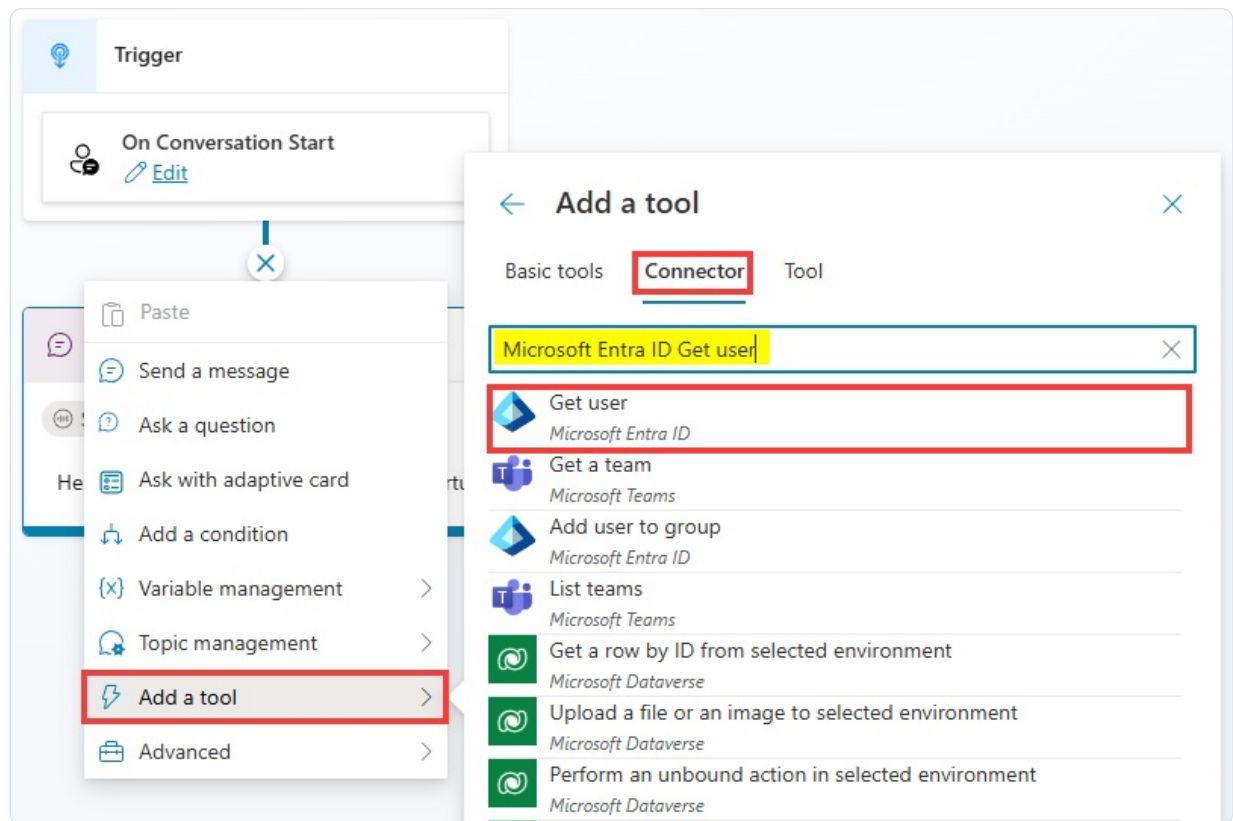 Trigger
On Conversation Start
Edit
Paste
Send a message
Ask a question
Ask with adaptive card
Add a condition
Variable management
Topic management
Add a tool
Advanced
Add a tool
Basic tools
Connector
Tool
Microsoft Entra ID Get user
Get user
Microsoft Entra ID
Get a team
Microsoft Teams
Add user to group
Microsoft Entra ID
List teams
Microsoft Teams
Get a row by ID from selected environment
Microsoft Dataverse
Upload a file or an image to selected environment
Microsoft Dataverse
Perform an unbound action in selected environment
Microsoft Dataverse